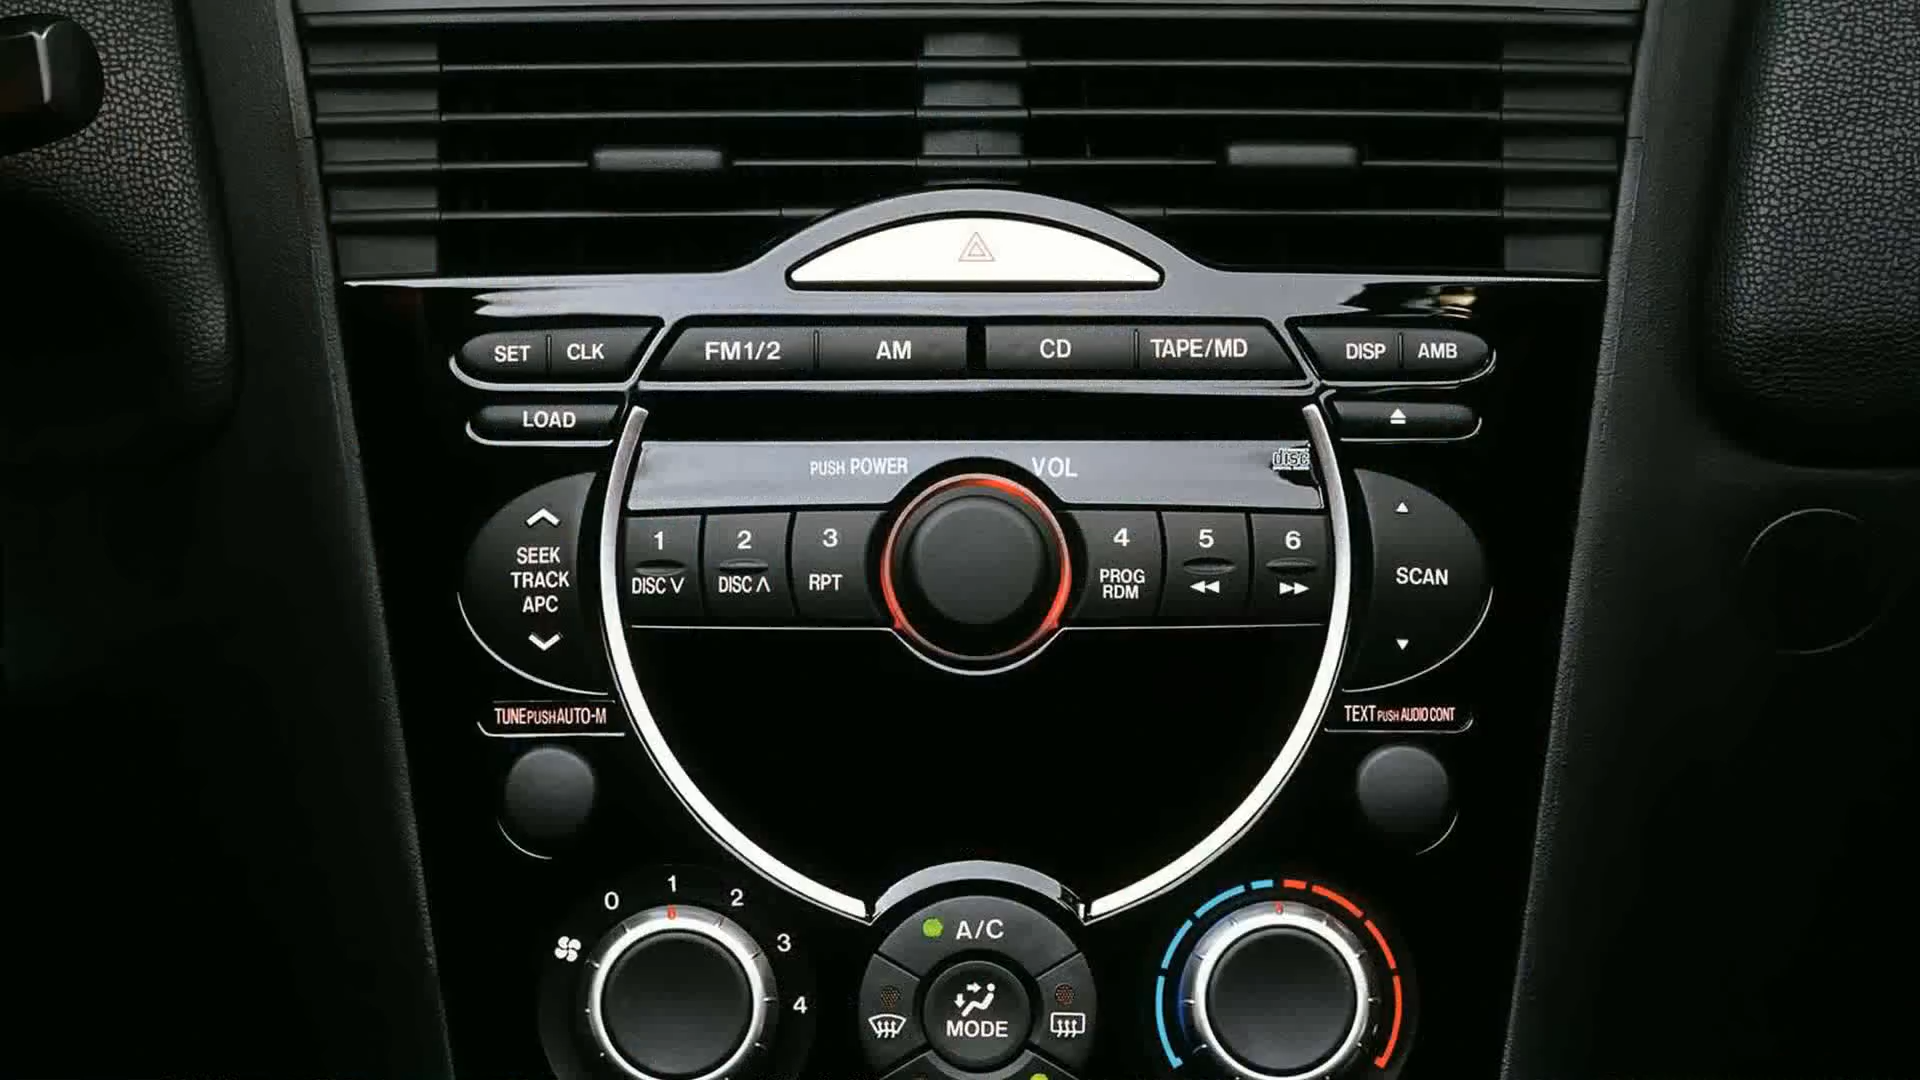 SET CLK FM1/2 AM CD TAPE/MD DISP AMB
LOAD
PUSH POWER VOL disc
1 2 3 4 5 6
SEEK
TRACK
APC
DISC DISC RPT PROG
RDM
SCAN
TUNE PUSH AUTO-M
TEXT PUSH AUDIO CONT
0 1 2 3 4
A/C
MODE